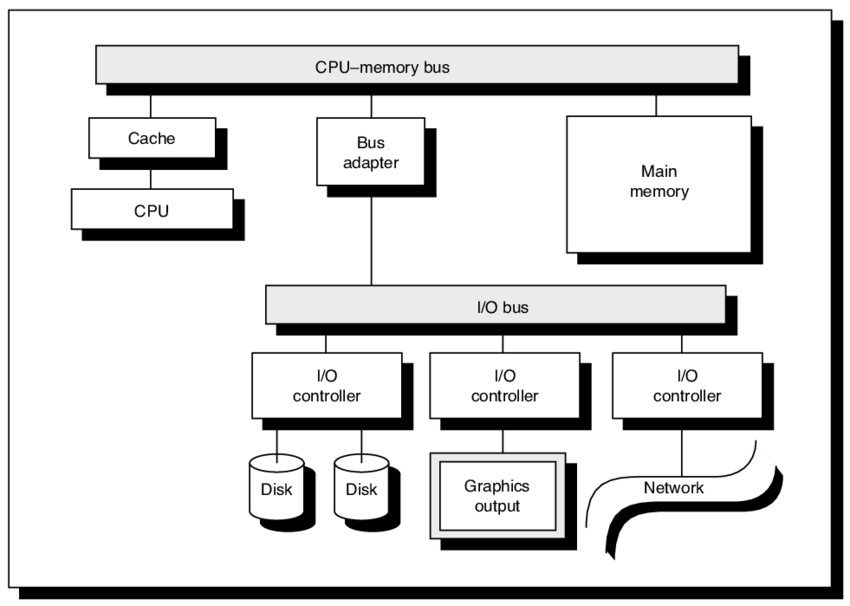 CPU–memory bus
Cache
Bus
adapter
Main
memory
CPU
I/O bus
I/O
controller
I/O
controller
I/O
controller
Disk
Disk
Graphics
output
Network